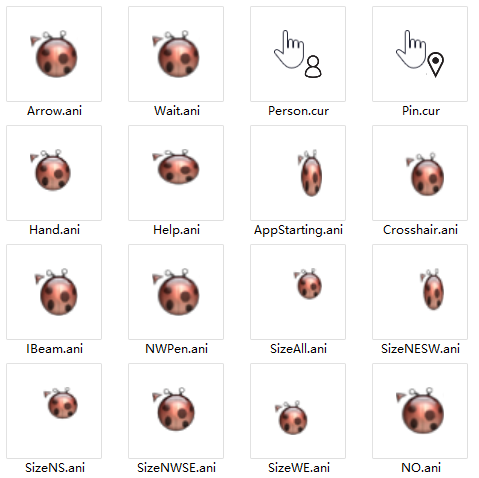 Arrow.ani
Wait.ani
Person.cur
Pin.cur
Hand.ani
Help.ani
AppStarting.ani
Crosshair.ani
IBeam.ani
NWPen.ani
SizeAll.ani
SizeNESW.ani
SizeNS.ani
SizeNWSE.ani
SizeWE.ani
NO.ani